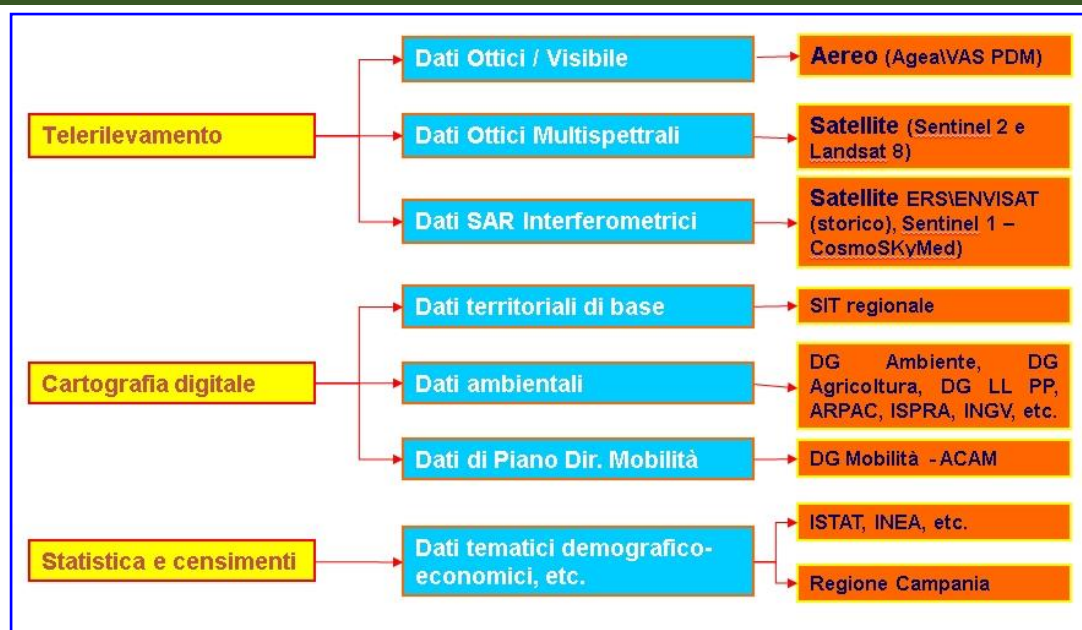 Dati Ottici / Visibile
Aereo (Agea\VAS PDM)
Telerilevamento
Dati Ottici Multispettrali
Satellite (Sentinel 2 e
Landsat 8)
Dati SAR Interferometrici
Satellite ERS\ENVISAT
(storico), Sentinel 1 –
CosmoSKyMed)
Dati territoriali di base
SIT regionale
Cartografia digitale
Dati ambientali
DG Ambiente, DG
Agricoltura, DG LL PP,
ARPAC, ISPRA, INGV, etc.
Dati di Piano Dir. Mobilità
DG Mobilità - ACAM
Statistica e censimenti
Dati tematici demografico-
economici, etc.
ISTAT, INEA, etc.
Regione Campania